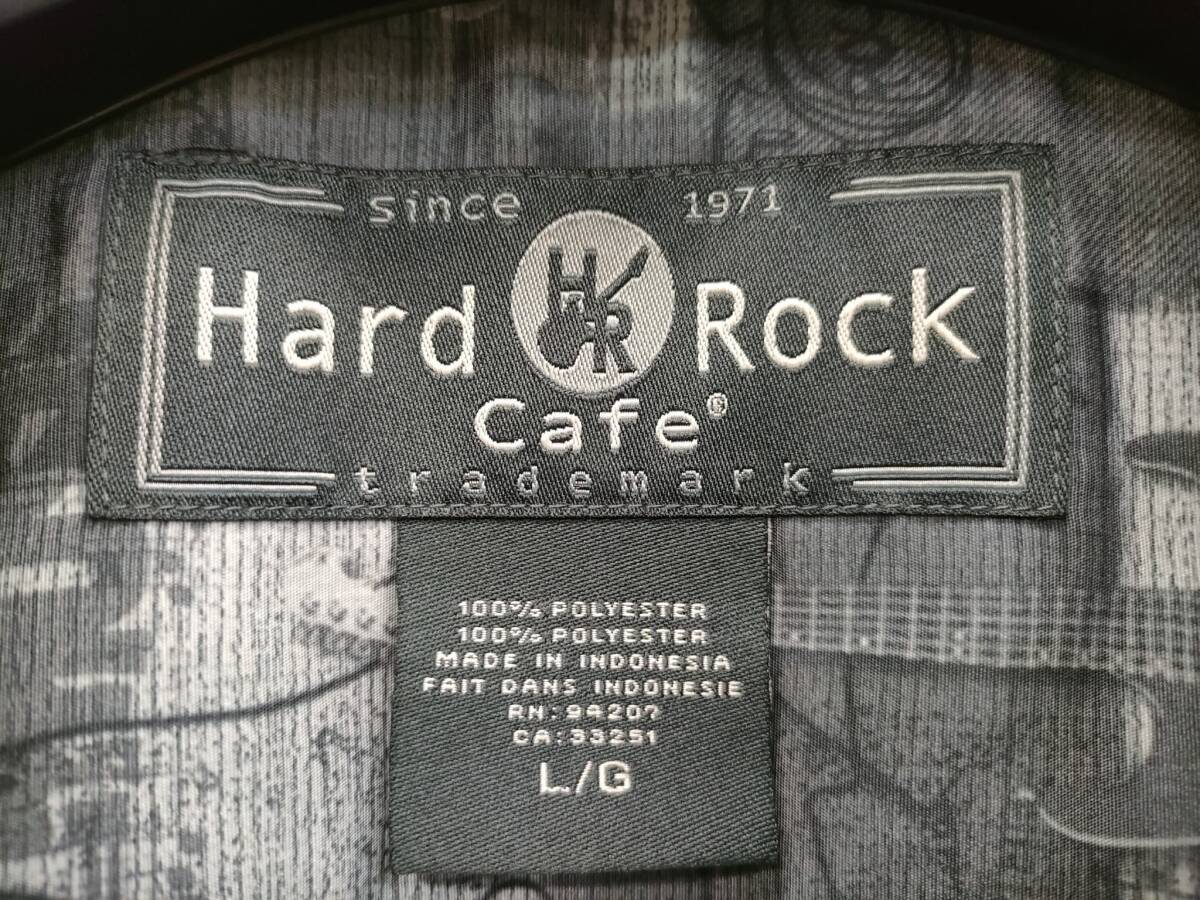 since 1971
Hard HR Rock
Cafe®
trademark
100% POLYESTER
100% POLYESTER
MADE IN INDONESIA
FAIT DANS INDONESIE
RN:94207
CA:33251
L/G